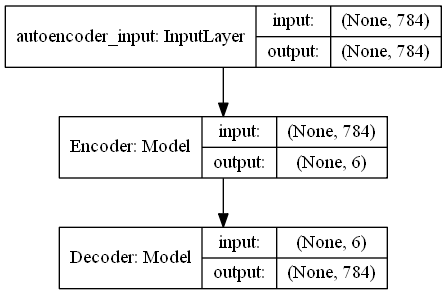 autoencoder_input: InputLayer
input: (None, 784)
output: (None, 784)
Encoder: Model
input: (None, 784)
output: (None, 6)
Decoder: Model
input: (None, 6)
output: (None, 784)